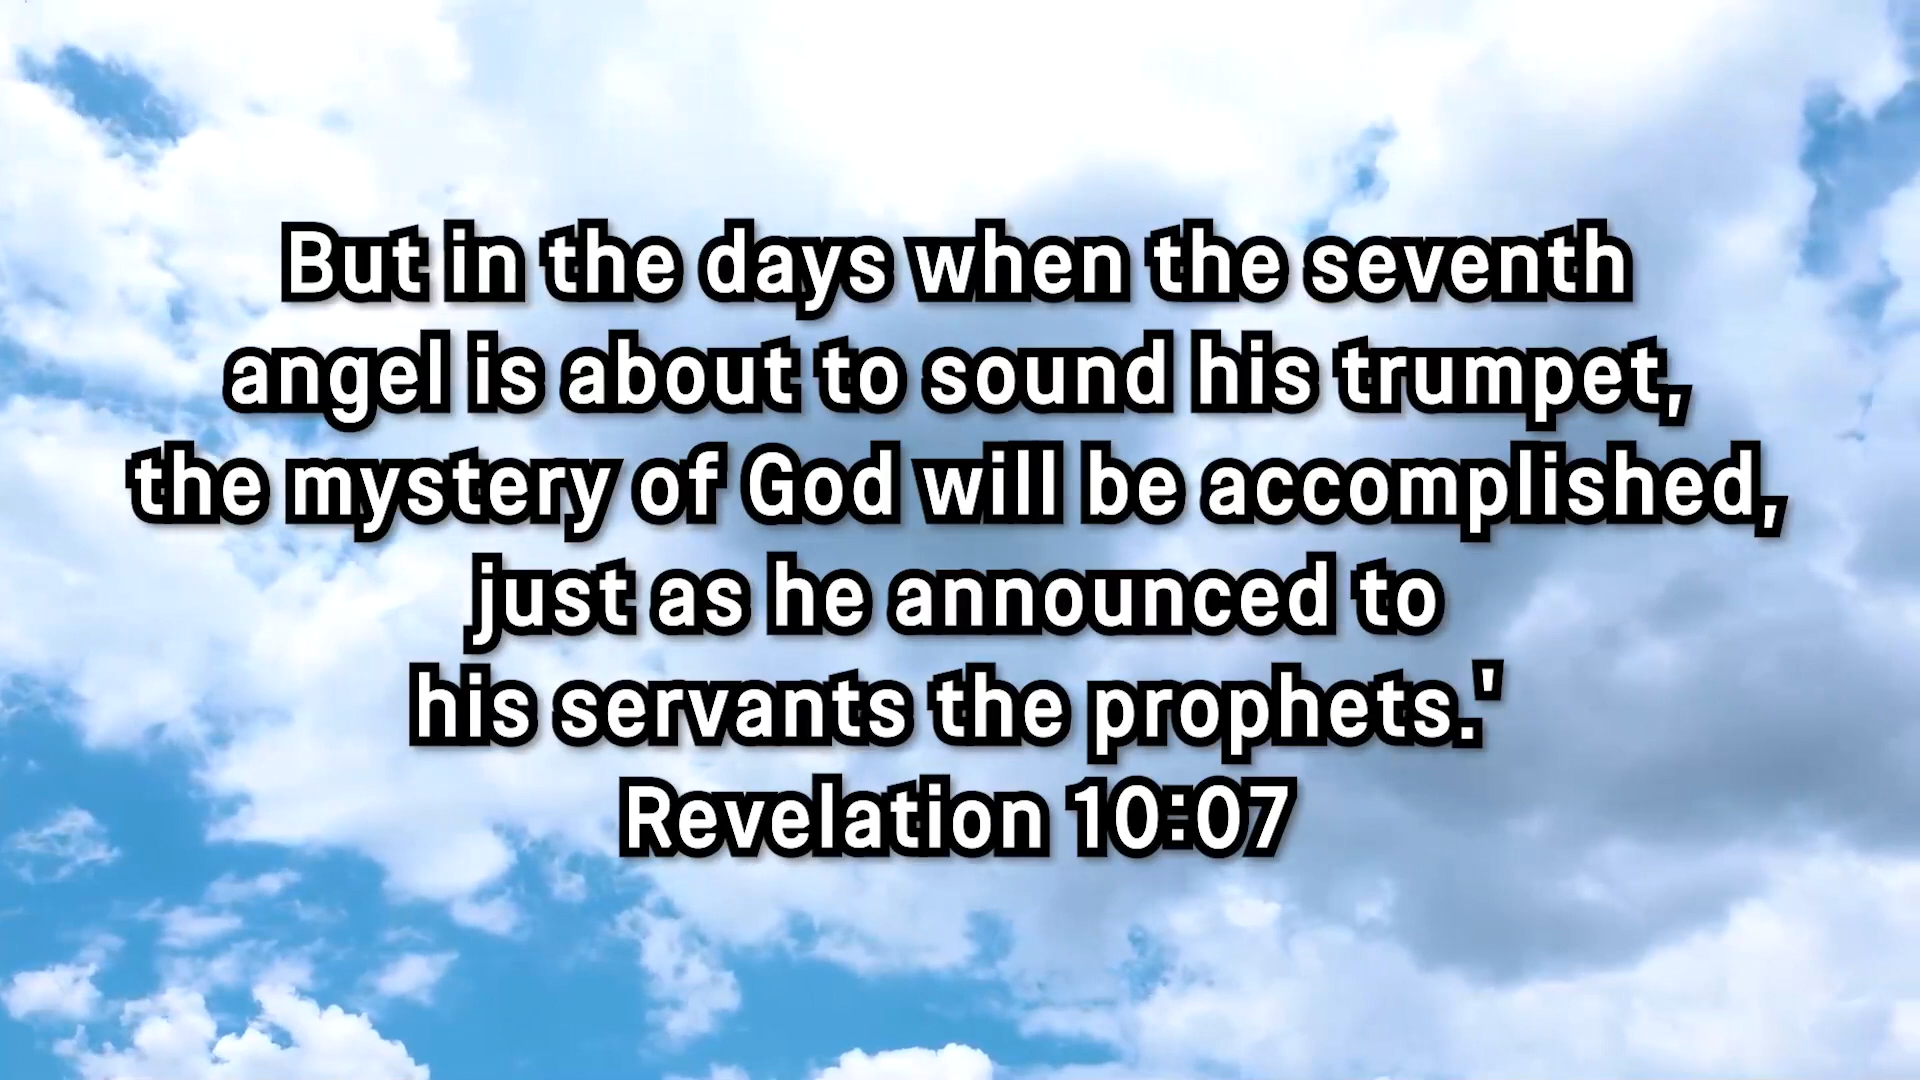 But in the days when the seventh
angel is about to sound his trumpet,
the mystery of God will be accomplished,
just as he announced to
his servants the prophets.'
Revelation 10:07